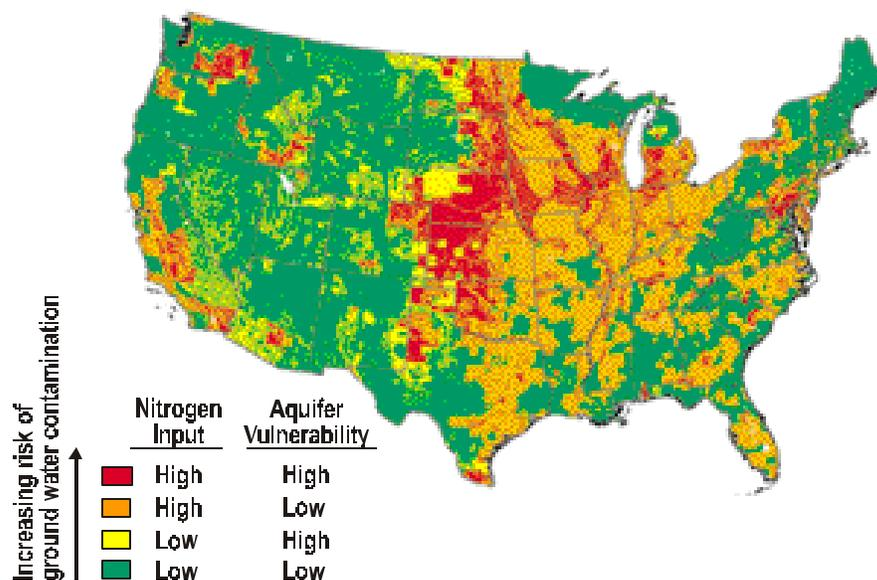 Increasing risk of
ground water contamination
Nitrogen Aquifer
Input Vulnerability
High High
High Low
Low High
Low Low